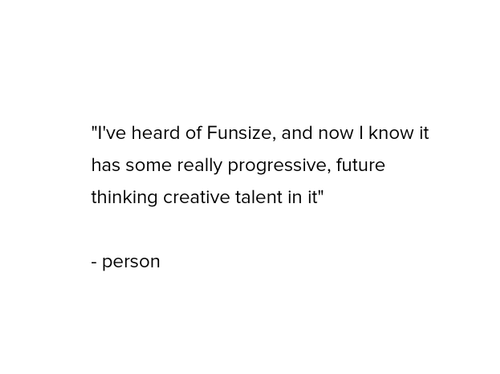 "I've heard of Funsize, and now I know it
has some really progressive, future
thinking creative talent in it"
- person